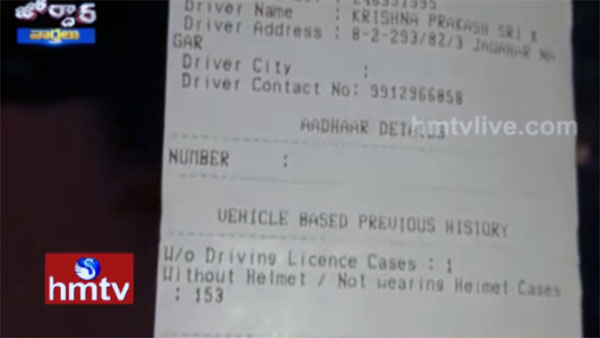 జోర్దార్
వార్తలు
Driver Name : KRISHNA PRAKASH SRI K
Driver Address : 8-2-293/82/3 JAWAHAR NA
GAR
Driver City :
Driver Contact No: 9912966858
AADHAAR DETAILS
hmtvlive.com
NUMBER :
VEHICLE BASED PREVIOUS HISTORY
W/o Driving Licence Cases : 1
Without Helmet / Not wearing Helmet Cases
: 153
hmtv